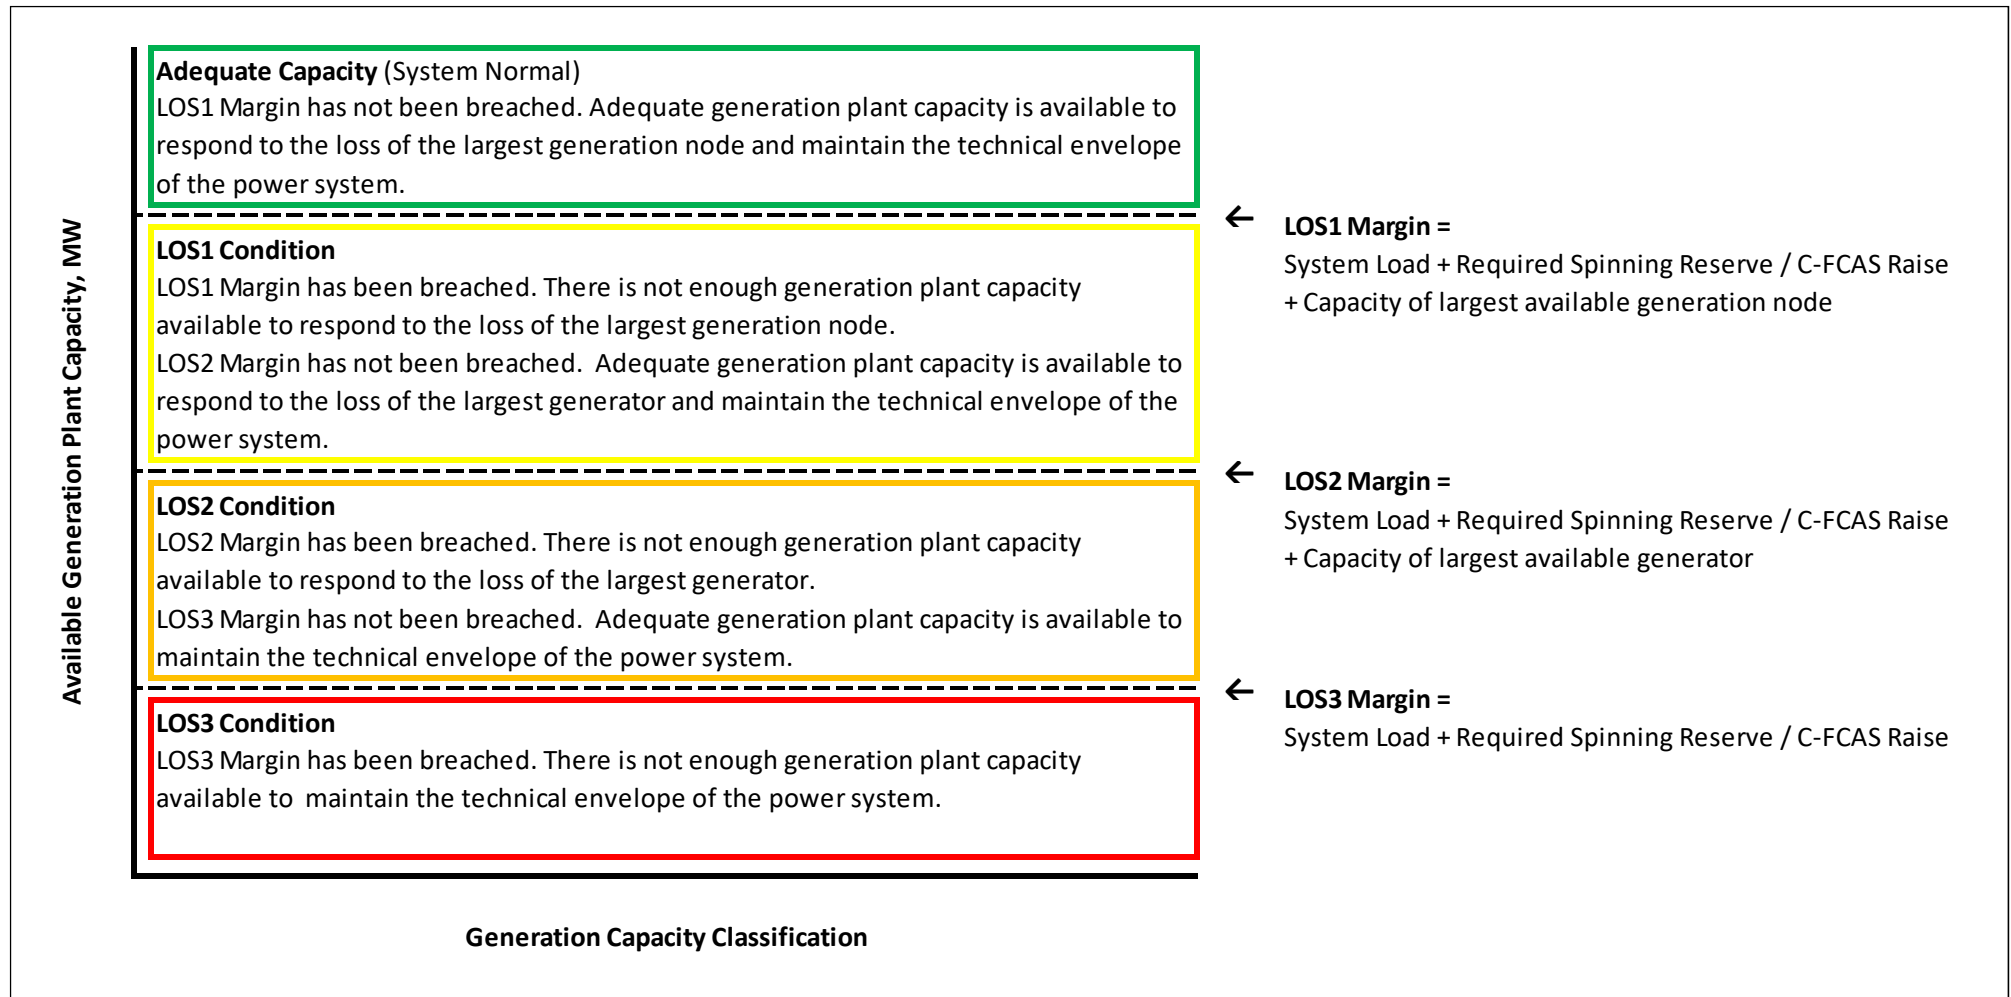 Adequate Capacity (System Normal)
LOS1 Margin has not been breached. Adequate generation plant capacity is available to
respond to the loss of the largest generation node and maintain the technical envelope
of the power system.
LOS1 Margin =
System Load + Required Spinning Reserve / C-FCAS Raise
+ Capacity of largest available generation node
LOS1 Condition
LOS1 Margin has been breached. There is not enough generation plant capacity
available to respond to the loss of the largest generation node.
LOS2 Margin has not been breached.  Adequate generation plant capacity is available to
respond to the loss of the largest generator and maintain the technical envelope of the
power system.
LOS2 Margin =
System Load + Required Spinning Reserve / C-FCAS Raise
+ Capacity of largest available generator
LOS2 Condition
LOS2 Margin has been breached. There is not enough generation plant capacity
available to respond to the loss of the largest generator.
LOS3 Margin has not been breached.  Adequate generation plant capacity is available to
maintain the technical envelope of the power system.
LOS3 Margin =
System Load + Required Spinning Reserve / C-FCAS Raise
LOS3 Condition
LOS3 Margin has been breached. There is not enough generation plant capacity
available to  maintain the technical envelope of the power system.
Available Generation Plant Capacity, MW
Generation Capacity Classification